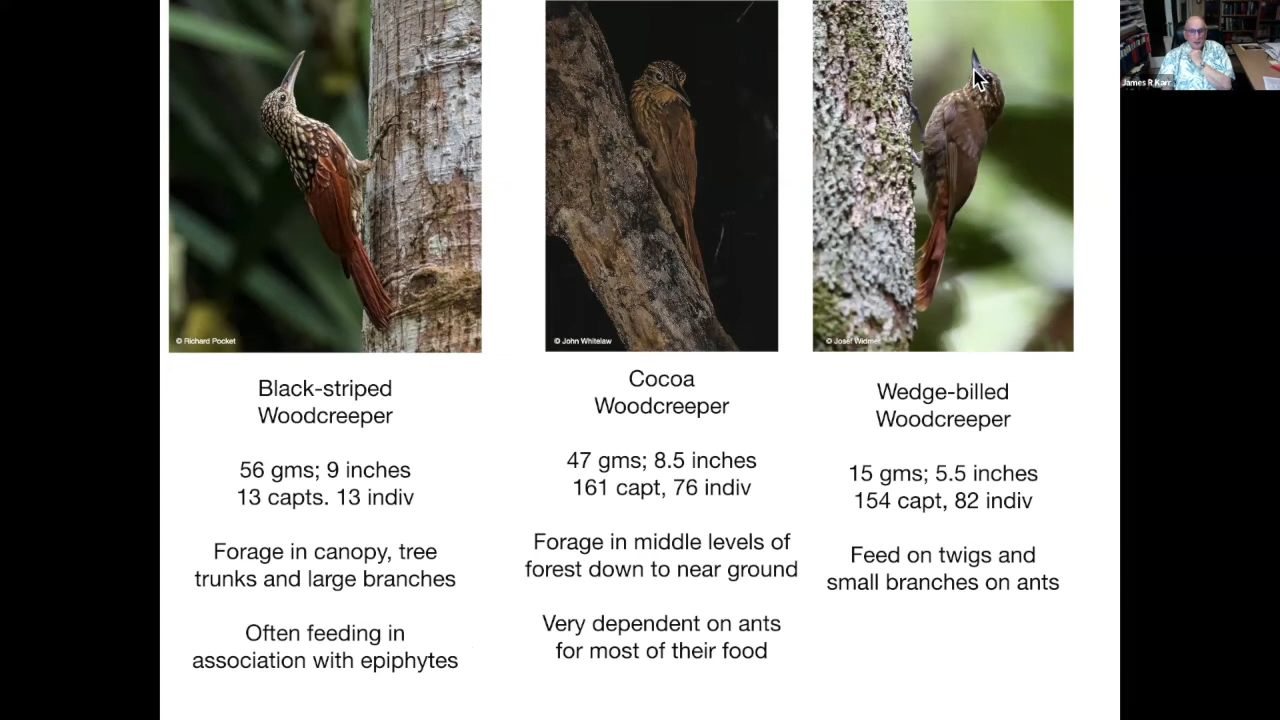 © Richard Pocket
Black-striped
Woodcreeper
56 gms; 9 inches
13 capts. 13 indiv
Forage in canopy, tree
trunks and large branches
Often feeding in
association with epiphytes
© John Whitelaw
Cocoa
Woodcreeper
47 gms; 8.5 inches
161 capt, 76 indiv
Forage in middle levels of
forest down to near ground
Very dependent on ants
for most of their food
© Josef Widmer
Wedge-billed
Woodcreeper
15 gms; 5.5 inches
154 capt, 82 indiv
Feed on twigs and
small branches on ants
James R Karr